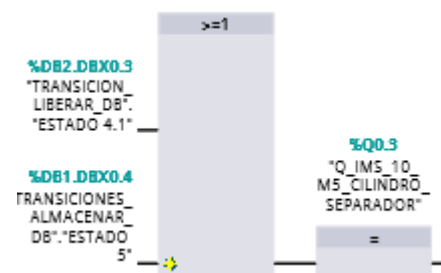 >=1
%DB2.DBX0.3
"TRANSICION_
LIBERAR_DB".
"ESTADO 4.1"
%DB1.DBX0.4
TRANSICIONES_
ALMACENAR_
DB"."ESTADO
5"
%Q0.3
"Q_IMS_10_
M5_CILINDRO_
SEPARADOR"
=